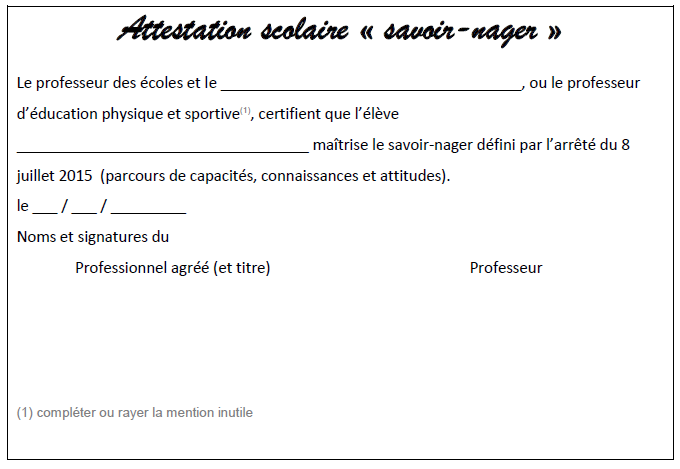 Attestation scolaire « savoir-nager »
Le professeur des écoles et le ____________________________________, ou le professeur
d’éducation physique et sportive(1), certifient que l’élève
___________________________________ maîtrise le savoir-nager défini par l’arrêté du 8
juillet 2015  (parcours de capacités, connaissances et attitudes).
le ___ / ___ / _________
Noms et signatures du
Professionnel agréé (et titre) Professeur
(1) compléter ou rayer la mention inutile